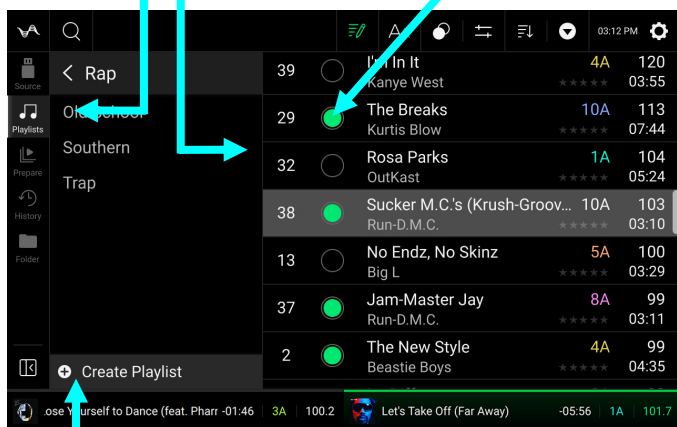 A
03:12 PM
Source
Playlists
Prepare
History
Folder
Rap
Southern
Trap
Create Playlist
39 I'm In It 4A 120
Kanye West 03:55
29 The Breaks 10A 113
Kurtis Blow 07:44
32 Rosa Parks 1A 104
OutKast 05:24
38 Sucker M.C.'s (Krush-Groov... 10A 103
Run-D.M.C. 03:10
13 No Endz, No Skinz 5A 100
Big L 03:29
37 Jam-Master Jay 8A 99
Run-D.M.C. 03:11
2 The New Style 4A 99
Beastie Boys 04:35
.ose Yourself to Dance (feat. Pharr -01:46 3A 100.2 Let's Take Off (Far Away) -05:56 1A 101.7